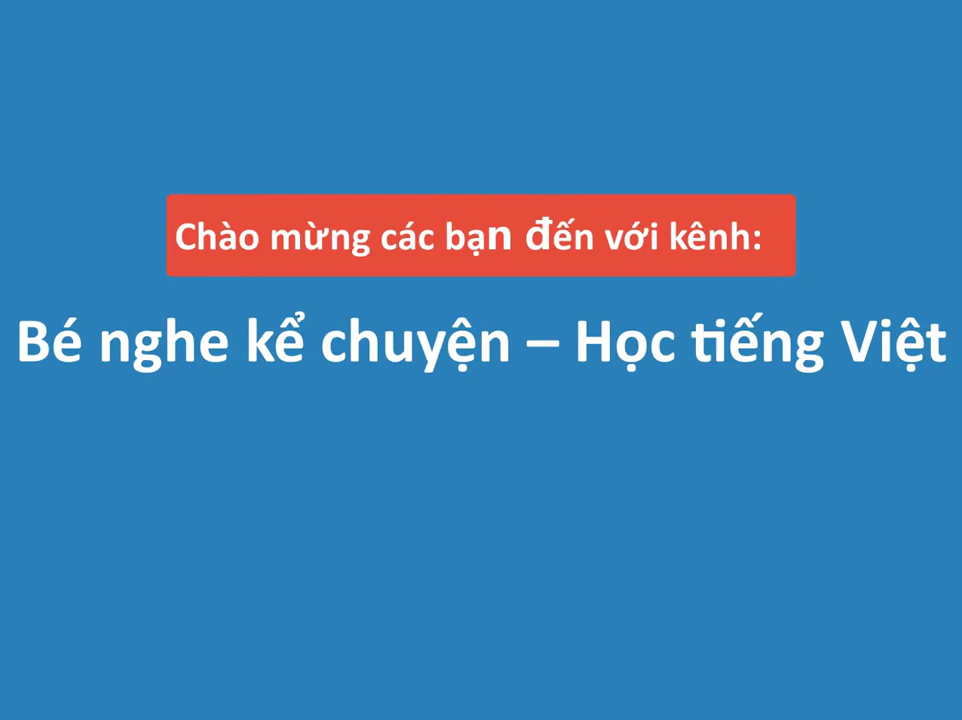 Chào mừng các bạn đến với kênh:
Bé nghe kể chuyện – Học tiếng Việt